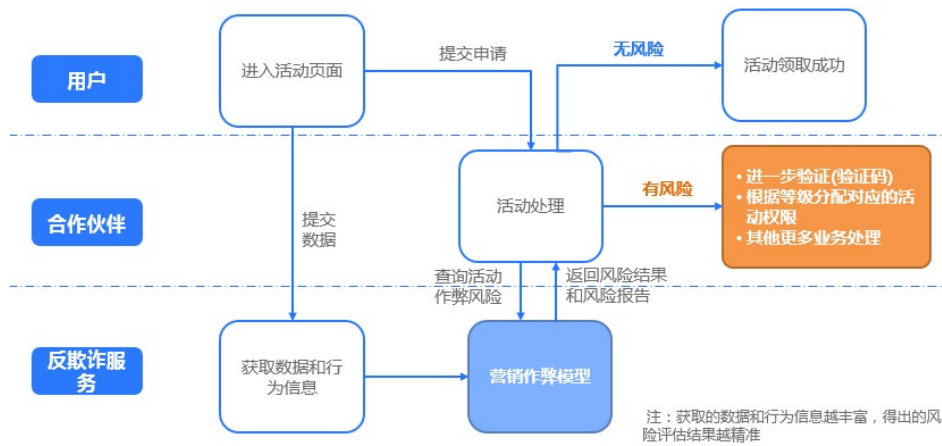 用户
进入活动页面
提交申请
无风险
活动领取成功
合作伙伴
提交
数据
活动处理
有风险
• 进一步验证(验证码)
• 根据等级分配对应的活
动权限
• 其他更多业务处理
查询活动
作弊风险
返回风险结果
和风险报告
反欺诈服
务
获取数据和行
为信息
营销作弊模型
注：获取的数据和行为信息越丰富，得出的风
险评估结果越精准